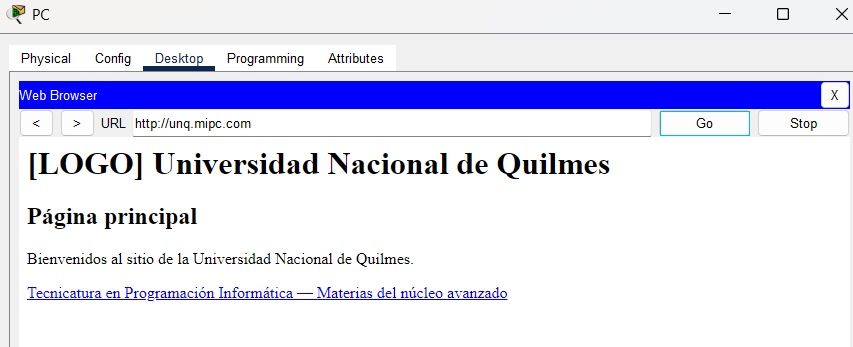 PC
Physical Config Desktop Programming Attributes
Web Browser X
< > URL http://unq.mipc.com Go Stop
[LOGO] Universidad Nacional de Quilmes
Página principal
Bienvenidos al sitio de la Universidad Nacional de Quilmes.
Tecnicatura en Programación Informática — Materias del núcleo avanzado